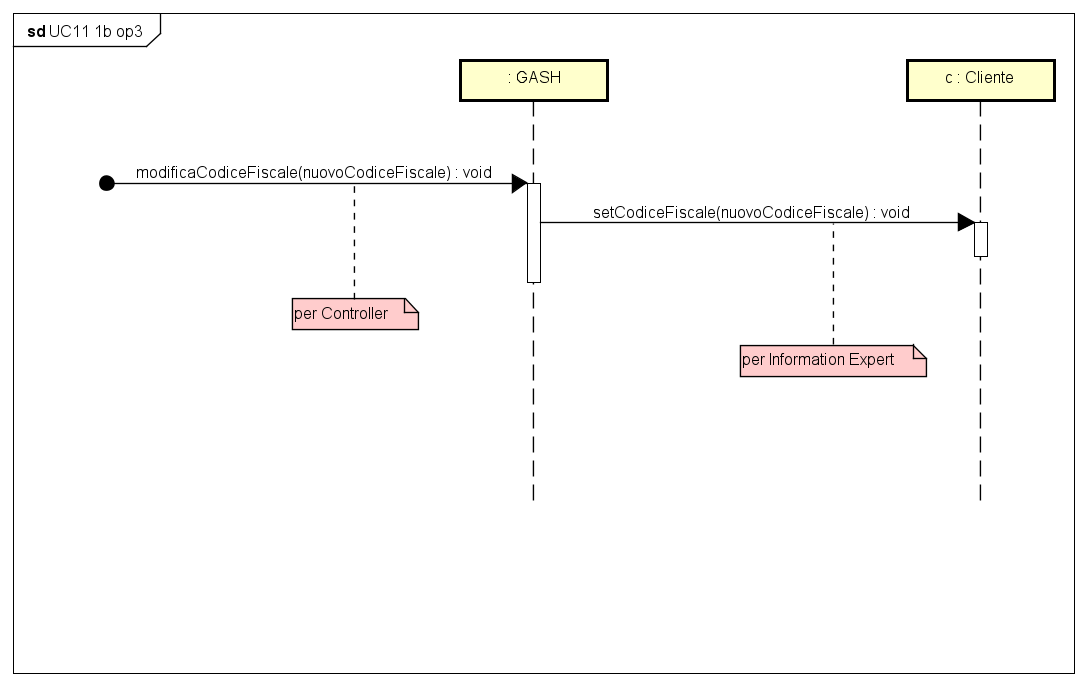 sd UC11 1b op3
: GASH
c : Cliente
modificaCodiceFiscale(nuovoCodiceFiscale) : void
setCodiceFiscale(nuovoCodiceFiscale) : void
per Controller
per Information Expert